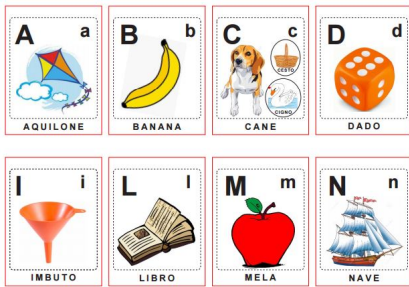 A a
AQUILONE
B b
BANANA
C c
CESTO
CIGNO
CANE
D d
DADO
I i
IMBUTO
L l
LIBRO
M m
MELA
N n
NAVE